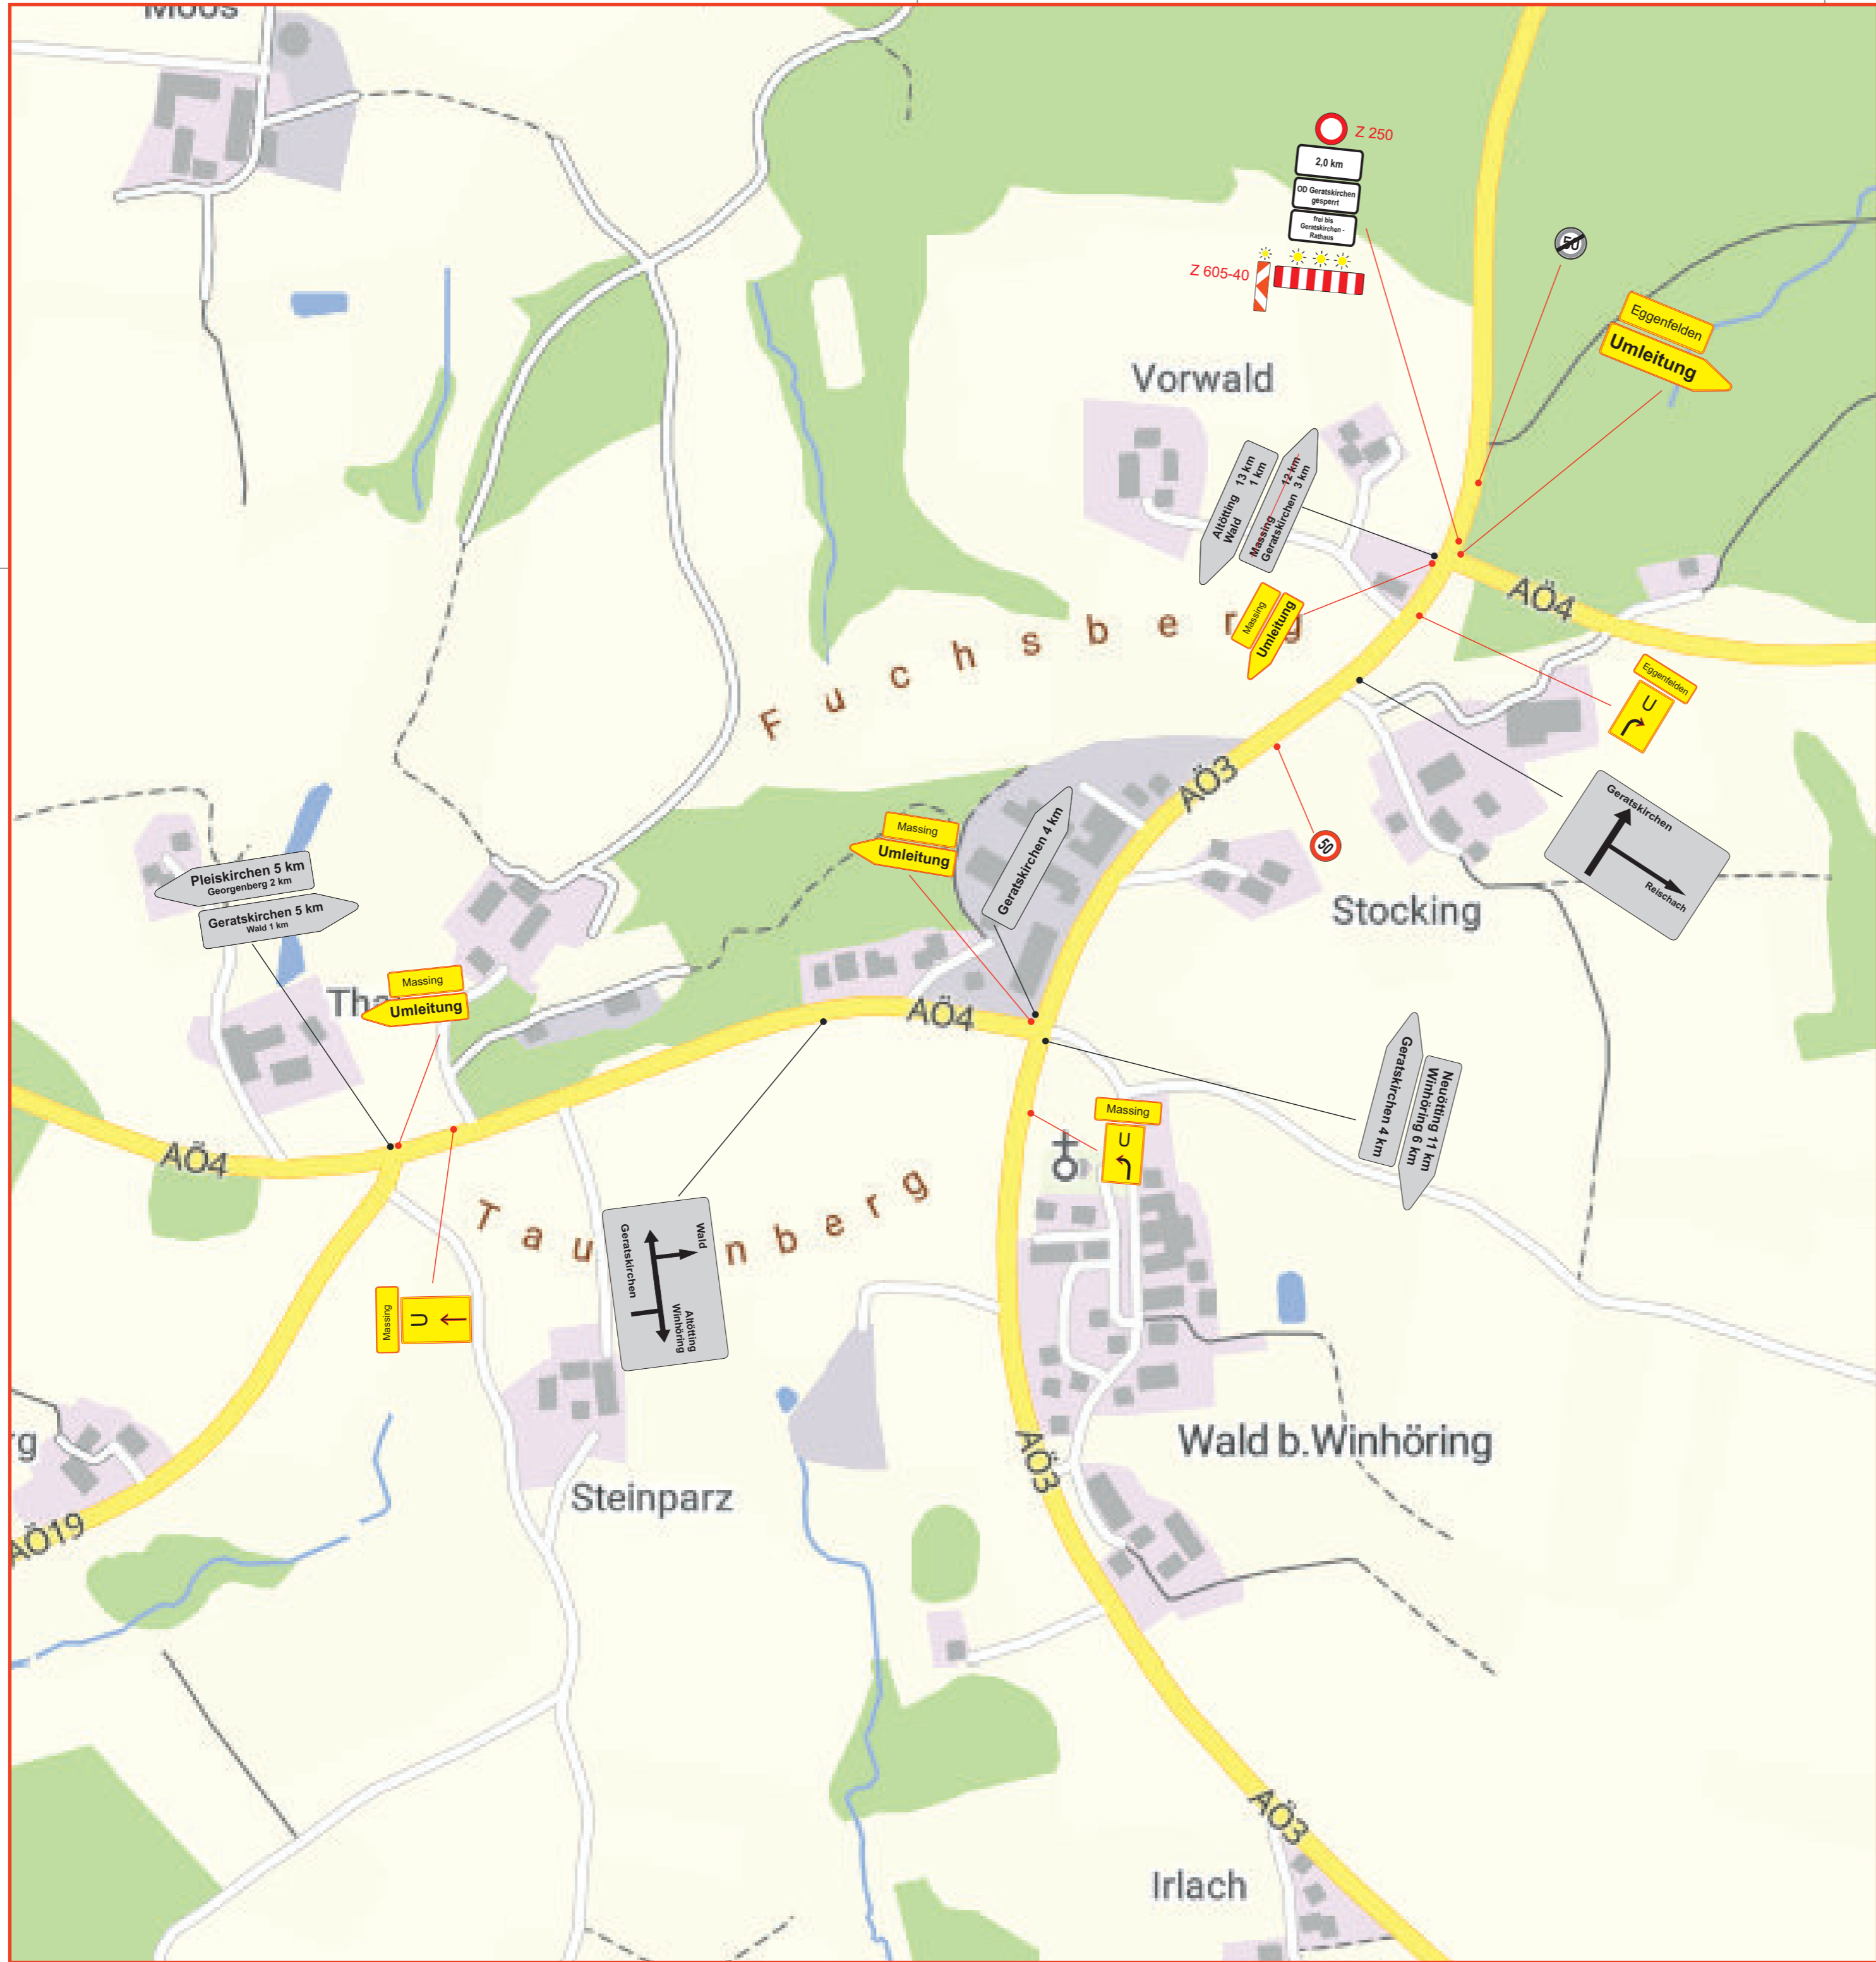 Moos
Z 250
2,0 km
OD Geratskirchen
gesperrt
frei bis
Geratskirchen -
Rathaus
Z 605-40
50
Eggenfelden
Umleitung
Vorwald
Altötting 13 km
Wald 1 km
Massing 12 km
Geratskirchen 3 km
AÖ4
Massing
Umleitung
Fuchsberg
Eggenfelden
U
AÖ3
Geratskirchen
Reischach
50
Massing
Umleitung
Geratskirchen 4 km
Stocking
Pleiskirchen 5 km
Georgenberg 2 km
Geratskirchen 5 km
Wald 1 km
Massing
Umleitung
AÖ4
Geratskirchen 4 km
Neuötting 11 km
Winhöring 6 km
Massing
U
AÖ4
Geratskirchen
Wald
Altötting
Winhöring
Massing
U
Wald b.Winhöring
AÖ3
rg
Steinparz
AÖ19
AÖ3
Irlach